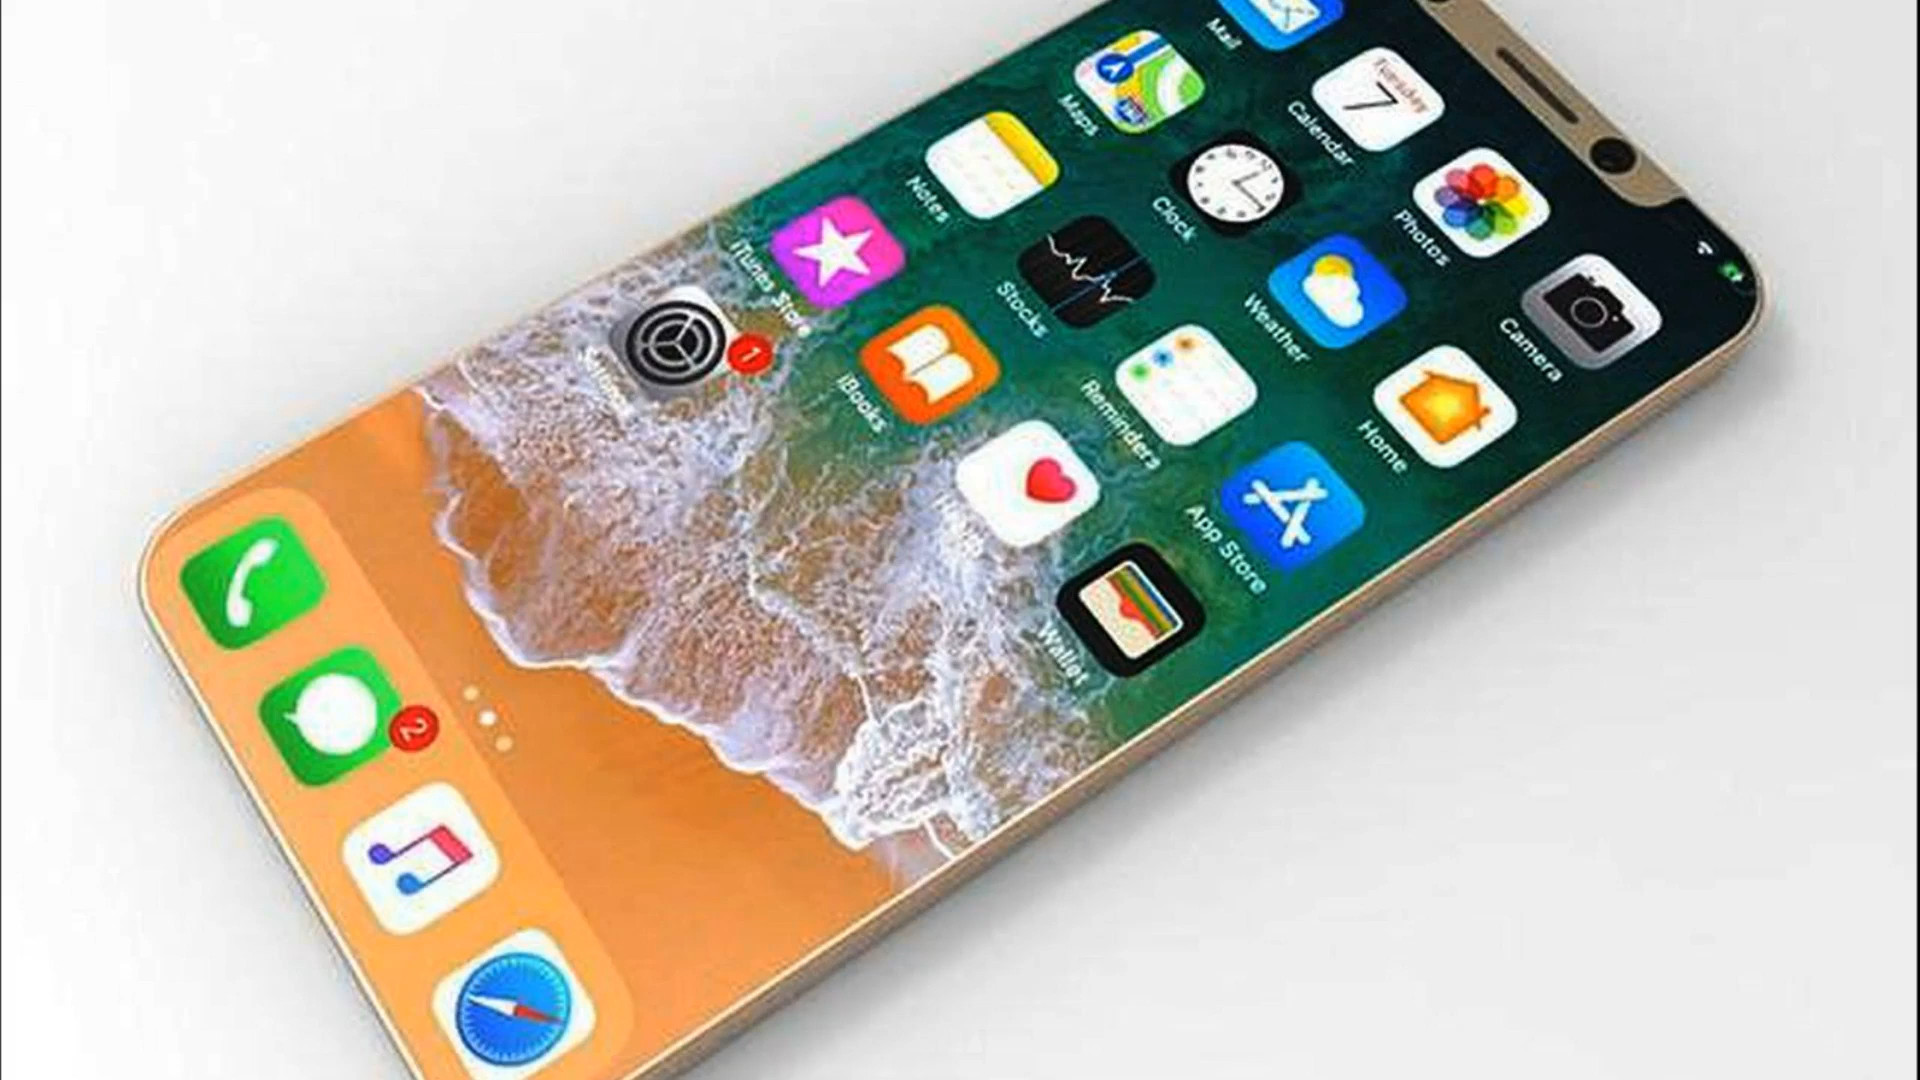 Mail
Calendar
Tuesday
7
Photos
Camera
Maps
Clock
Weather
Home
Notes
Stocks
Reminders
App Store
iTunes Store
iBooks
Wallet
Settings
1
2